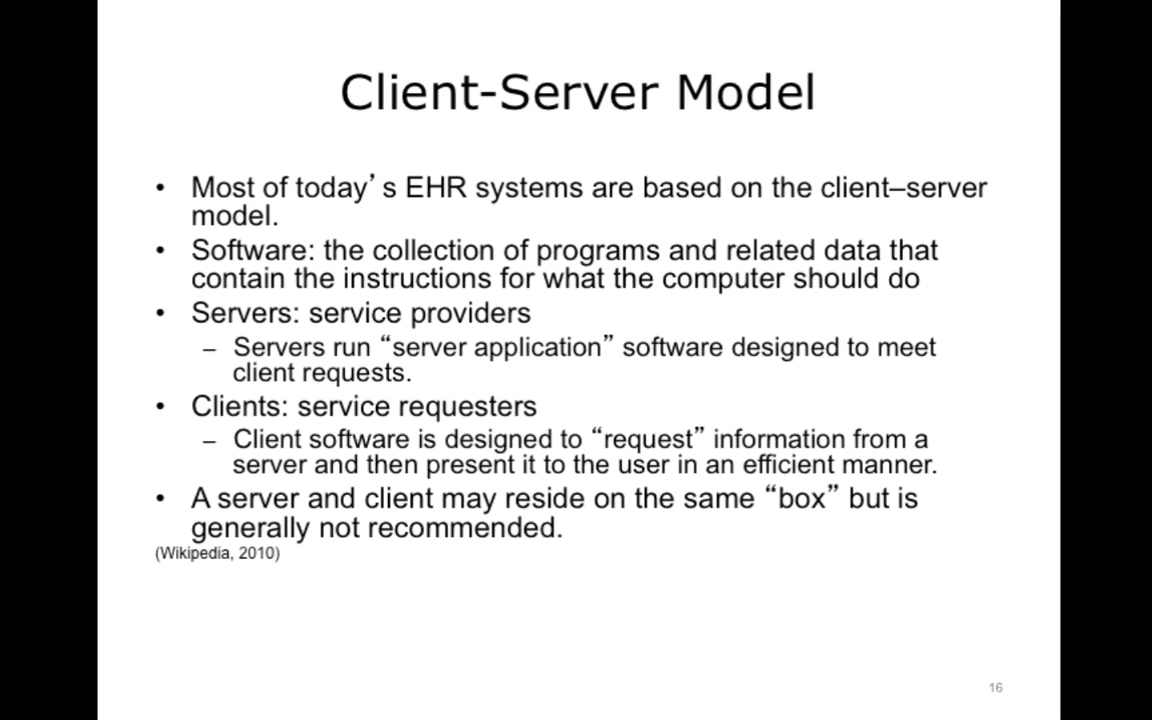 Client-Server Model
• Most of today’s EHR systems are based on the client–server
model.
• Software: the collection of programs and related data that
contain the instructions for what the computer should do
• Servers: service providers
– Servers run “server application” software designed to meet
client requests.
• Clients: service requesters
– Client software is designed to “request” information from a
server and then present it to the user in an efficient manner.
• A server and client may reside on the same “box” but is
generally not recommended.
(Wikipedia, 2010)
16